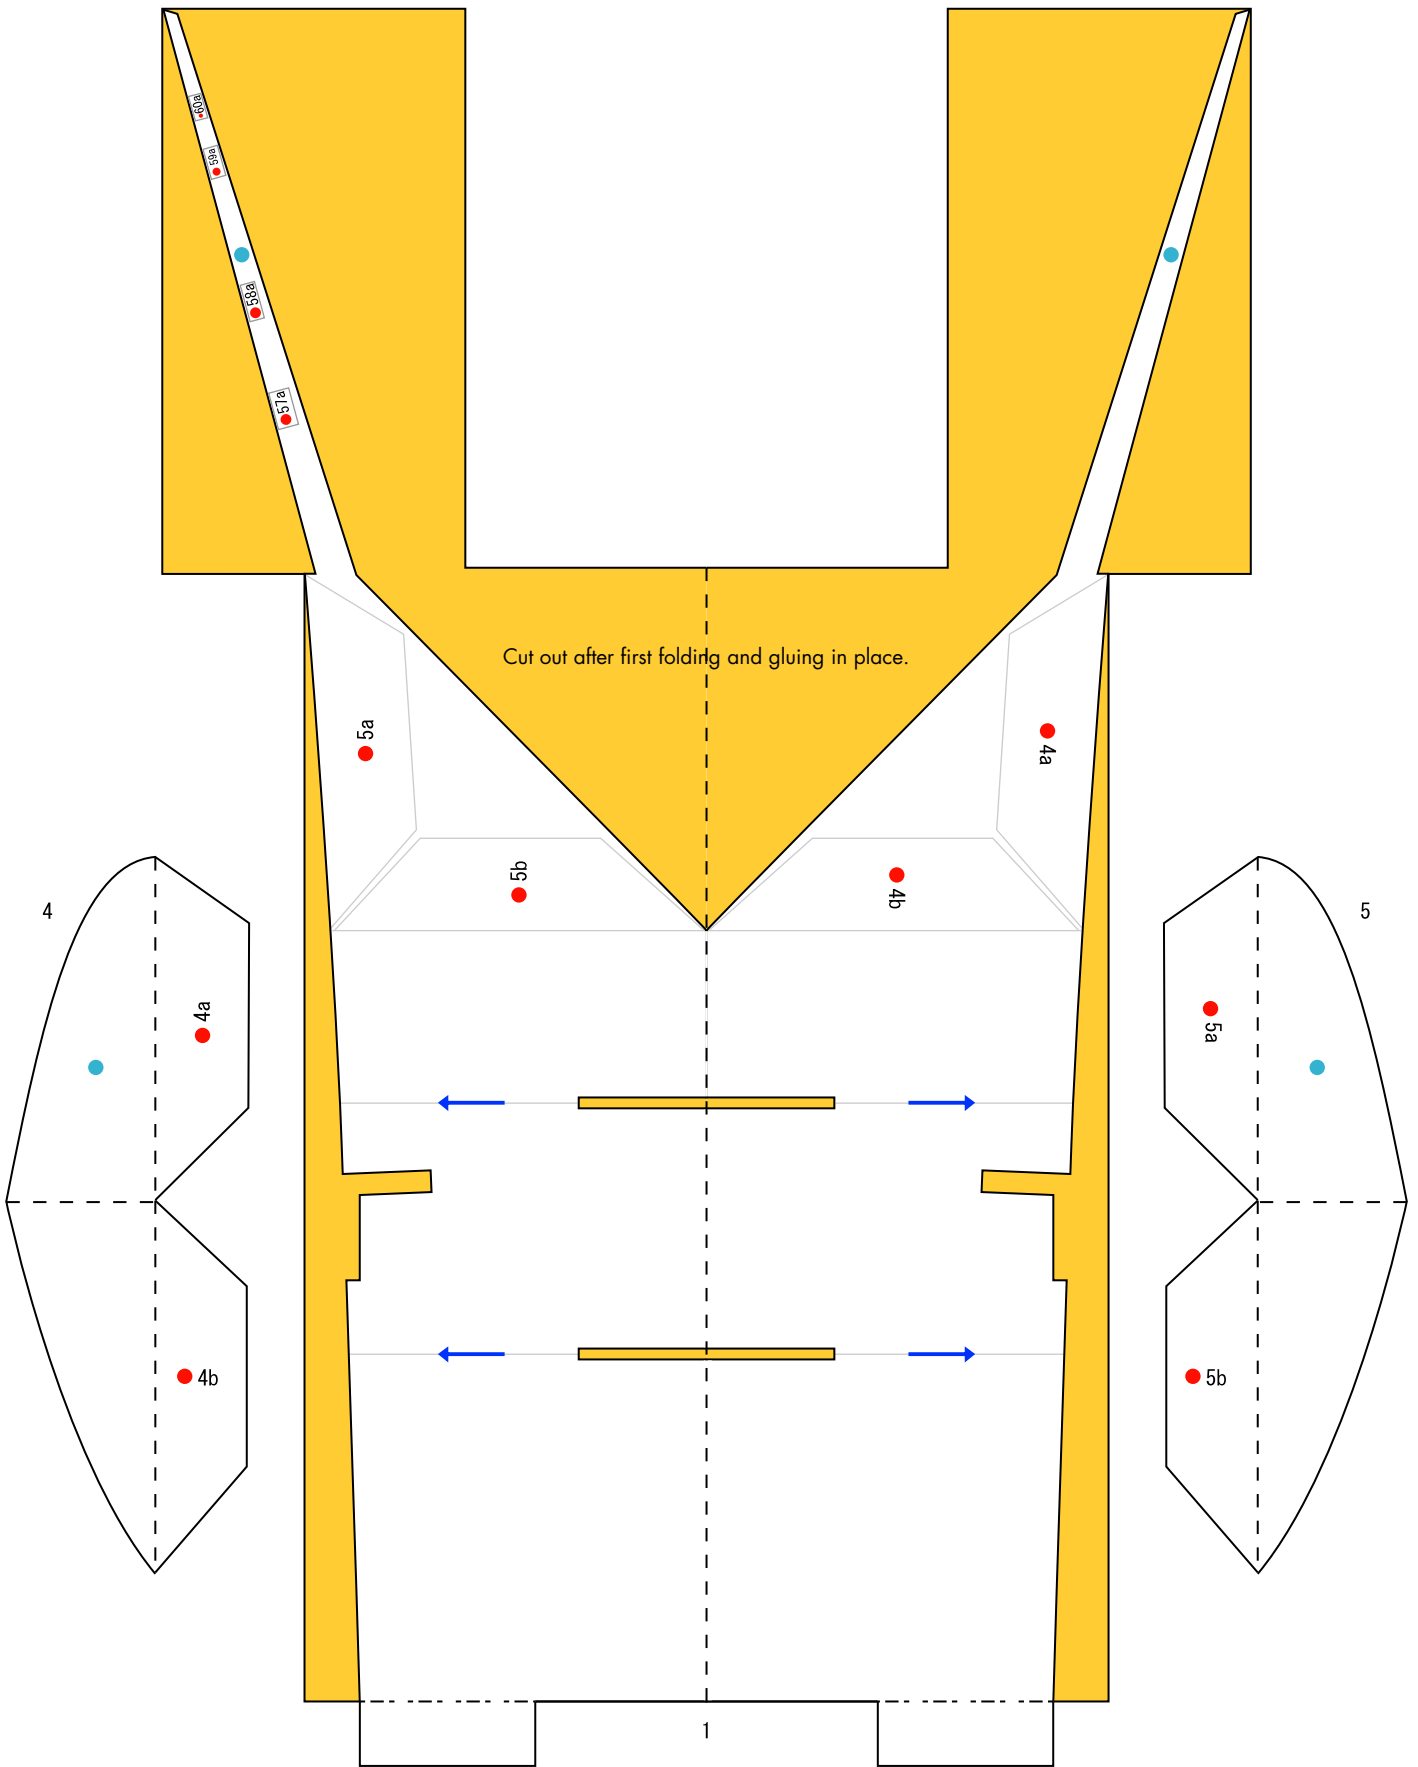 60a
59a
58a
57a
Cut out after first folding and gluing in place.
5a
4a
5b
4b
4
5
4a
5a
4b
5b
1